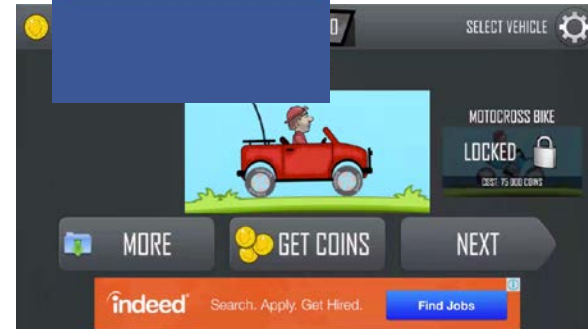 SELECT VEHICLE
MOTOCROSS BIKE
LOCKED
COST: 75 000 COINS
MORE
GET COINS
NEXT
indeed
Search. Apply. Get Hired.
Find Jobs